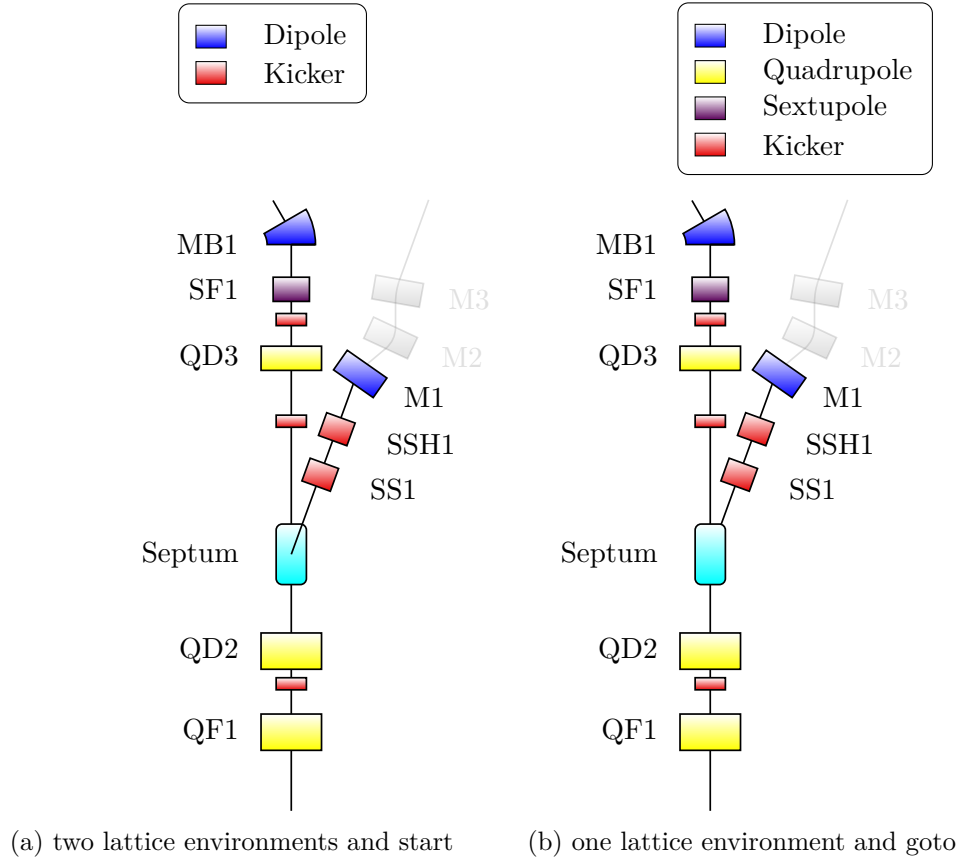 Dipole
Kicker
MB1
SF1
M3
QD3
M2
M1
SSH1
SS1
Septum
QD2
QF1
(a) two lattice environments and start
Dipole
Quadrupole
Sextupole
Kicker
MB1
SF1
M3
QD3
M2
M1
SSH1
SS1
Septum
QD2
QF1
(b) one lattice environment and goto